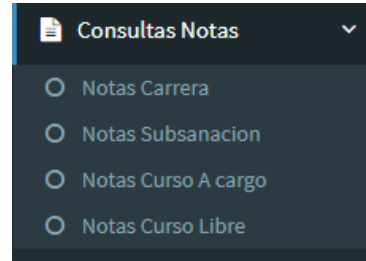 Consultas Notas
Notas Carrera
Notas Subsanacion
Notas Curso A cargo
Notas Curso Libre